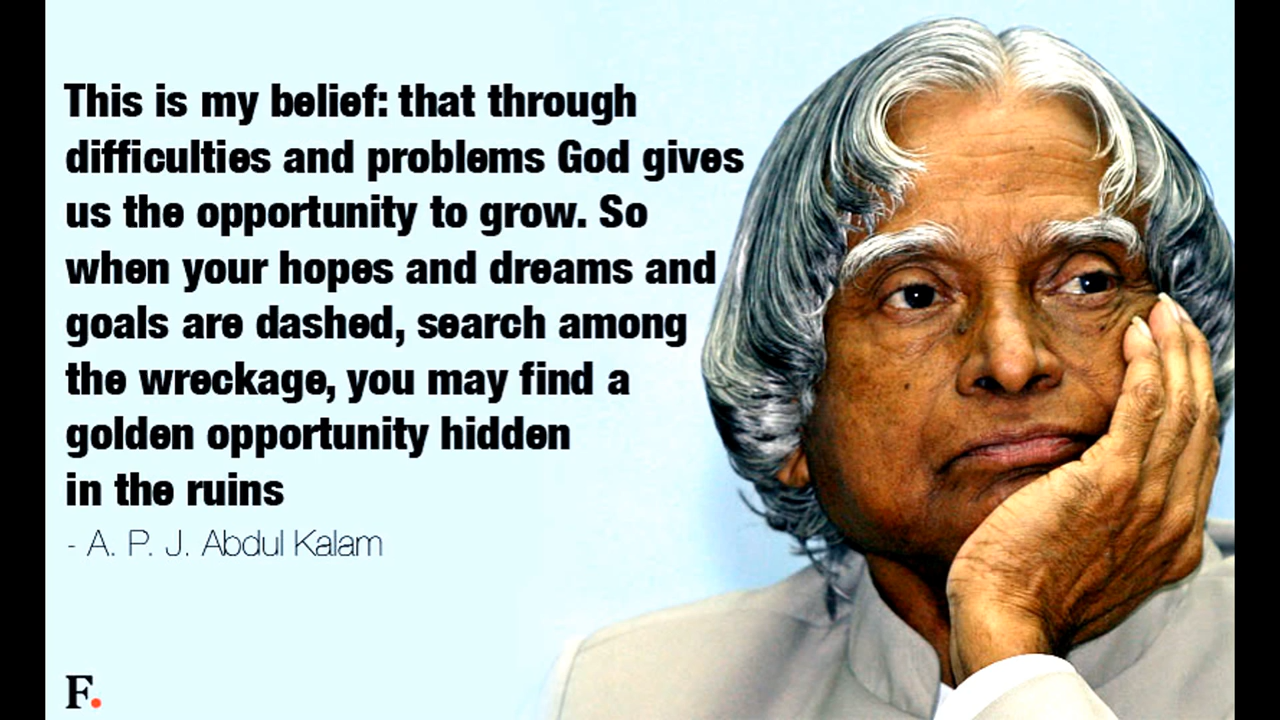 This is my belief: that through
difficulties and problems God gives
us the opportunity to grow. So
when your hopes and dreams and
goals are dashed, search among
the wreckage, you may find a
golden opportunity hidden
in the ruins
- A. P. J. Abdul Kalam
F.